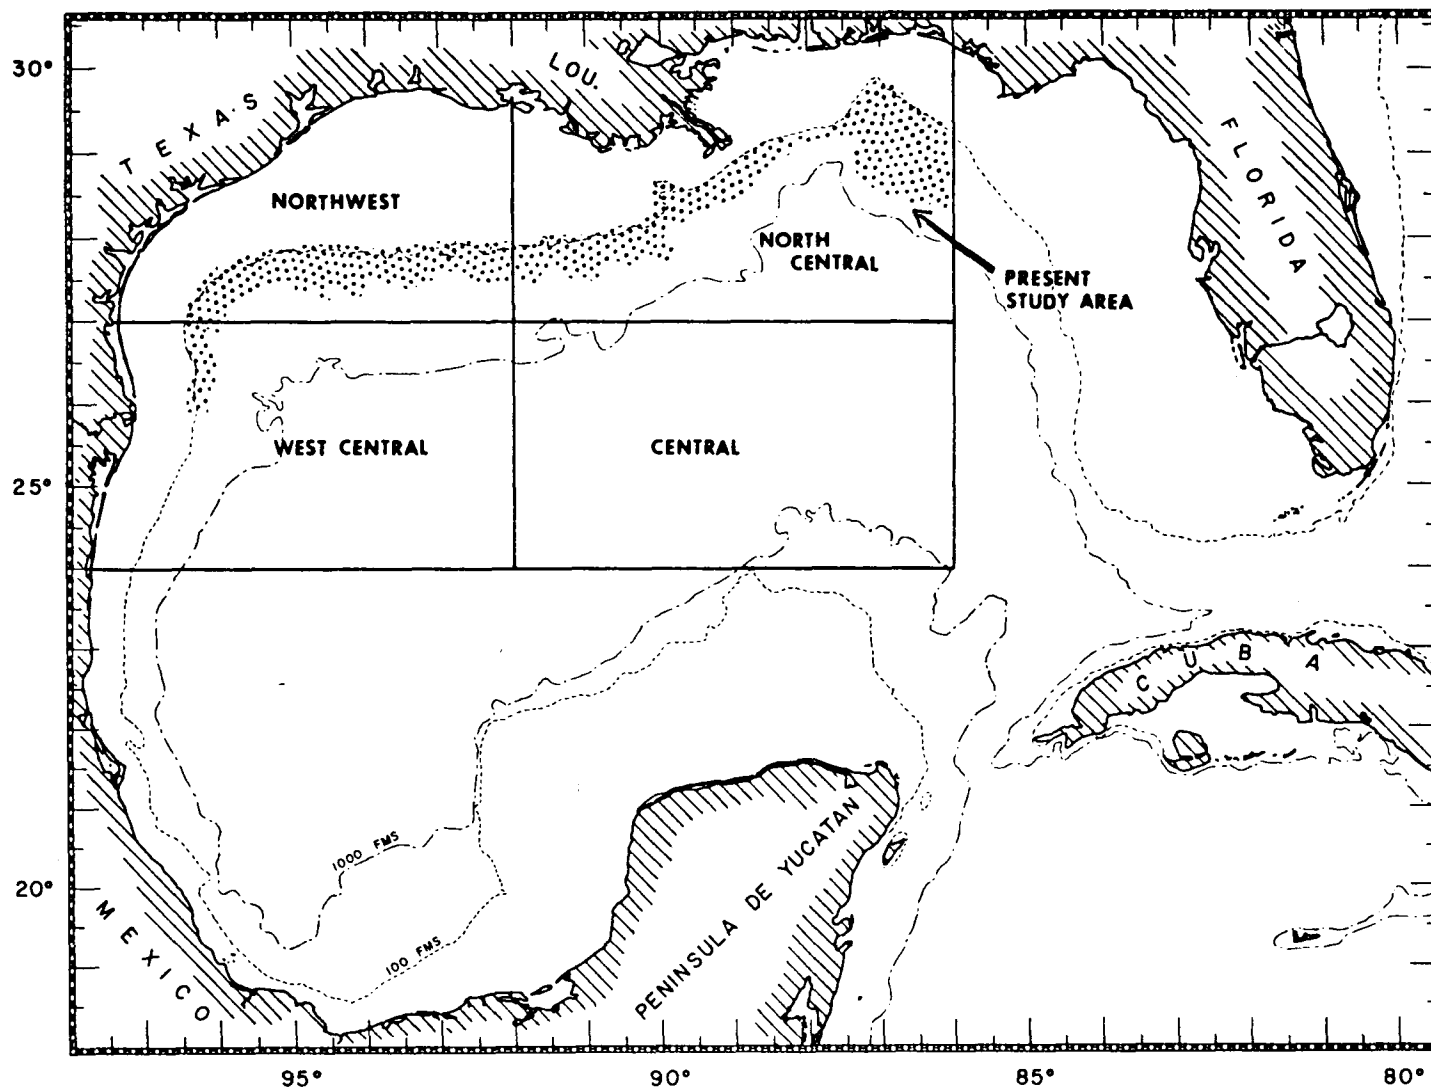 30°
25°
20°
TEXAS
LOU.
FLORIDA
NORTHWEST
NORTH
CENTRAL
PRESENT
STUDY AREA
WEST CENTRAL
CENTRAL
CUBA
1000 FMS
100 FMS
PENINSULA DE YUCATAN
MEXICO
95°
90°
85°
80°